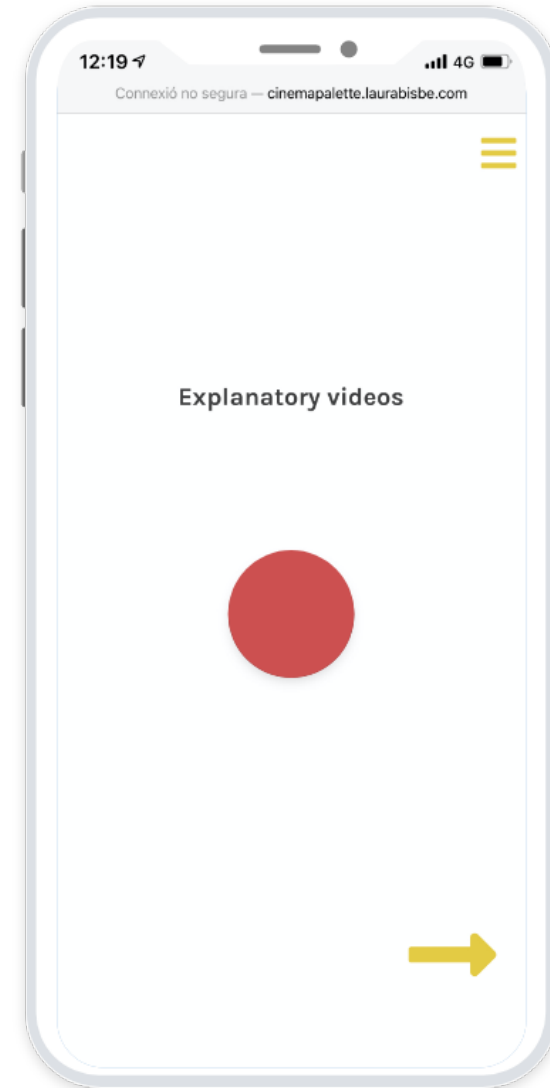 12:19 4G
Connexió no segura — cinemapalette.laurabisbe.com
Explanatory videos